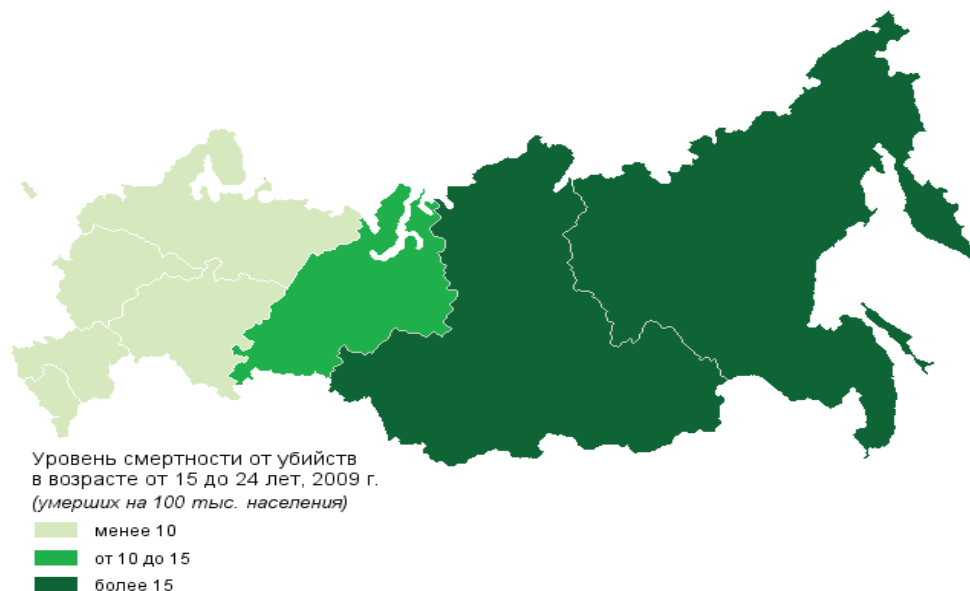 Уровень смертности от убийств
в возрасте от 15 до 24 лет, 2009 г.
(умерших на 100 тыс. населения)
менее 10
от 10 до 15
более 15